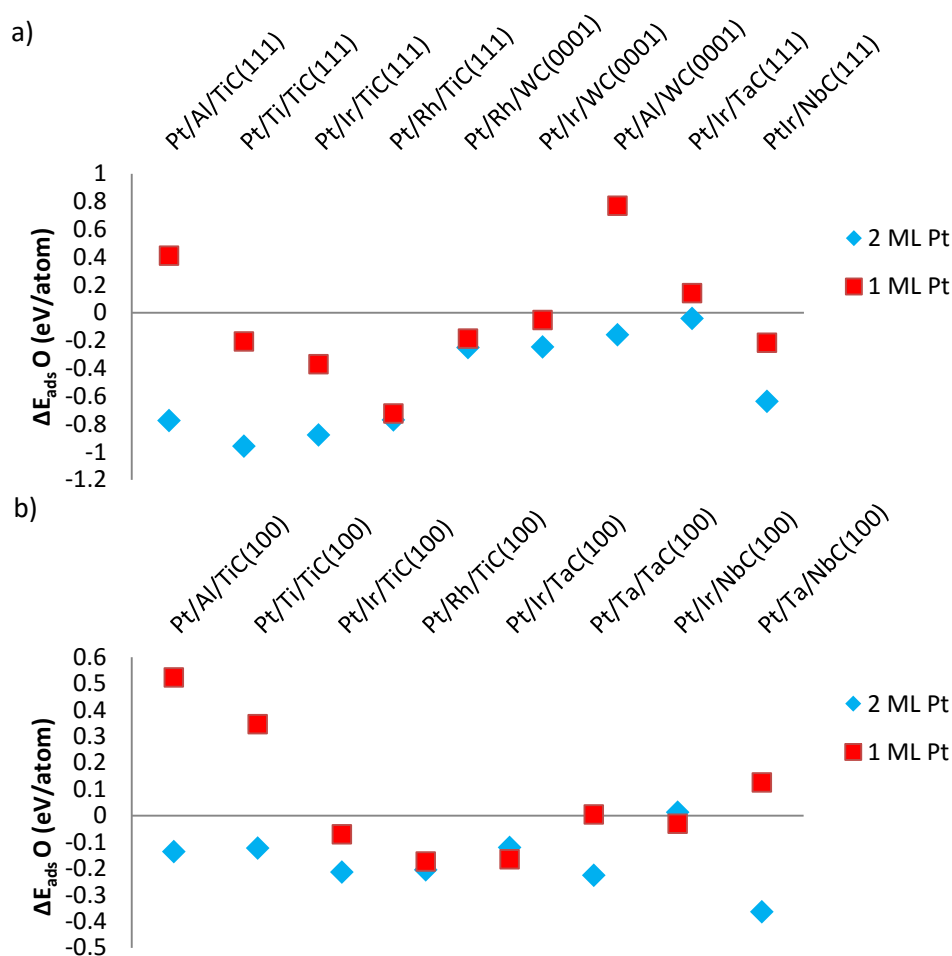 a)
Pt/Al/TiC(111)
Pt/Ti/TiC(111)
Pt/Ir/TiC(111)
Pt/Rh/TiC(111)
Pt/Rh/WC(0001)
Pt/Ir/WC(0001)
Pt/Al/WC(0001)
Pt/Ir/TaC(111)
PtIr/NbC(111)
1
0.8
0.6
0.4
0.2
0
-0.2
-0.4
-0.6
-0.8
-1
-1.2
ΔEads O (eV/atom)
2 ML Pt
1 ML Pt
b)
Pt/Al/TiC(100)
Pt/Ti/TiC(100)
Pt/Ir/TiC(100)
Pt/Rh/TiC(100)
Pt/Ir/TaC(100)
Pt/Ta/TaC(100)
Pt/Ir/NbC(100)
Pt/Ta/NbC(100)
0.6
0.5
0.4
0.3
0.2
0.1
0
-0.1
-0.2
-0.3
-0.4
-0.5
ΔEads O (eV/atom)
2 ML Pt
1 ML Pt